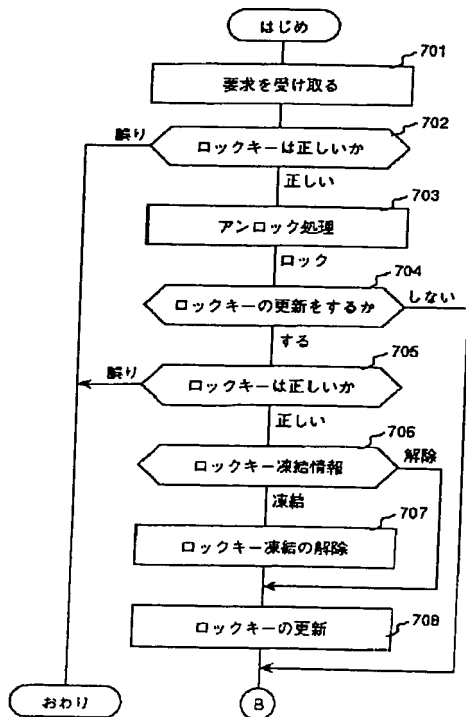 はじめ
701
要求を受け取る
702
誤り
ロックキーは正しいか
正しい
703
アンロック処理
ロック
704
ロックキーの更新をするか
しない
する
705
誤り
ロックキーは正しいか
正しい
706
ロックキー凍結情報
解除
凍結
707
ロックキー凍結の解除
ロックキーの更新
708
おわり
B